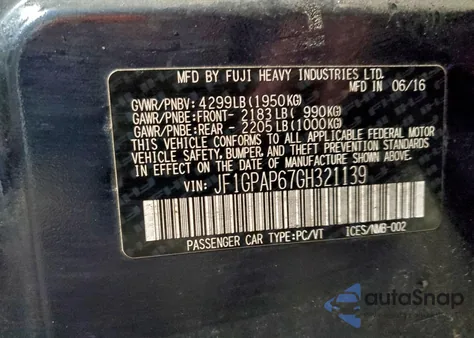 MFD BY FUJI HEAVY INDUSTRIES LTD.
MFD IN 06/16
GVWR/PNBV: 4299LB(1950KG)
GAWR/PNBE:FRONT- 2183LB( 990KG)
GAWR/PNBE:REAR - 2205LB(1000KG)
THIS VEHICLE CONFORMS TO ALL APPLICABLE FEDERAL MOTOR
VEHICLE SAFETY, BUMPER, AND THEFT PREVENTION STANDARDS
IN EFFECT ON THE DATE OF MANUFACTURE SHOWN ABOVE.
VIN: JF1GPAP67GH321139
PASSENGER CAR TYPE:PC/VT ICES/NMB-002
autoSnap